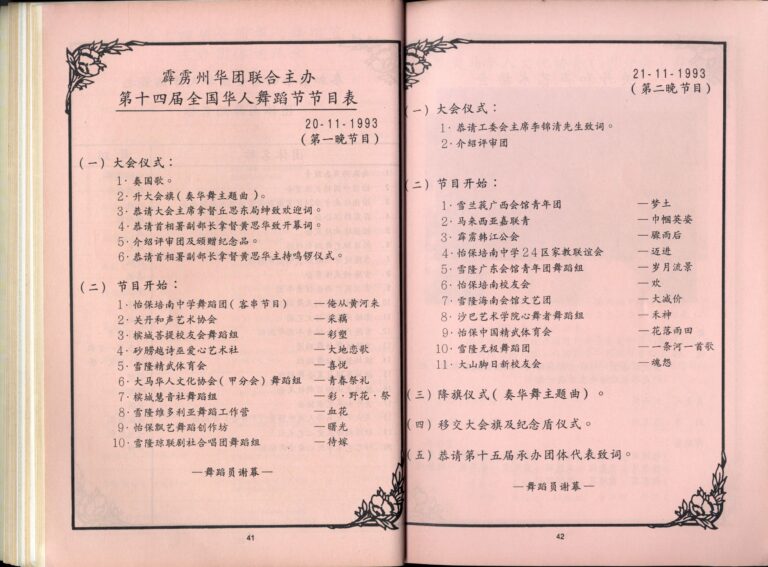 霹雳州华团联合主办
第十四届全国华人舞蹈节节目表
20-11-1993
(第一晚节目)
(一) 大会仪式：
1· 奏国歌。
2· 升大会旗 ( 奏华舞主题曲 ) 。
3· 恭请大会主席拿督丘思东局绅致欢迎词。
4· 恭请首相署副部长拿督黄思华致开幕词。
5· 介绍评审团及颁赠纪念品。
6· 恭请首相署副部长拿督黄思华主持鸣锣仪式。
(二) 节目开始：
1· 怡保培南中学舞蹈团 ( 客串节目 ) — 俺从黄河来
2· 关丹和声艺术协会 — 采藕
3· 槟城菩提校友会舞蹈组 — 彩塑
4· 砂朥越诗亚爱心艺术社 — 大地恋歌
5· 雪隆精武体育会 — 喜悦
6· 大马华人文化协会 ( 甲分会 ) 舞蹈组 — 青春祭礼
7· 槟城慧音社舞蹈组 — 彩·野花·祭
8· 雪隆维多利亚舞蹈工作营 — 血花
9· 怡保飘艺舞蹈创作坊 — 曙光
10· 雪隆琼联剧社合唱团舞蹈组 — 待嫁
—舞蹈员谢幕—
41
21-11-1993
( 第二晚节目 )
(一) 大会仪式：
1· 恭请工委会主席李锦清先生致词。
2· 介绍评审团
(二) 节目开始：
1· 雪兰莪广西会馆青年团 — 梦土
2· 马来西亚嘉联青 — 巾帼英姿
3· 霹雳韩江公会 — 骤雨后
4· 怡保培南中学24区家教联谊会 — 迈进
5· 雪隆广东会馆青年团舞蹈组 — 岁月流景
6· 怡保培南校友会 — 欢
7· 雪隆海南会馆文艺团 — 大减价
8· 沙巴艺术学院心舞者舞蹈组 — 禾神
9· 怡保中国精武体育会 — 花落雨田
10· 雪隆无极舞蹈团 — 一条河一首歌
11· 大山脚日新校友会 — 魂怨
(三) 降旗仪式 ( 奏华舞主题曲 ) 。
(四) 移交大会旗及纪念盾仪式。
(五) 恭请第十五届承办团体代表致词。
—舞蹈员谢幕—
42